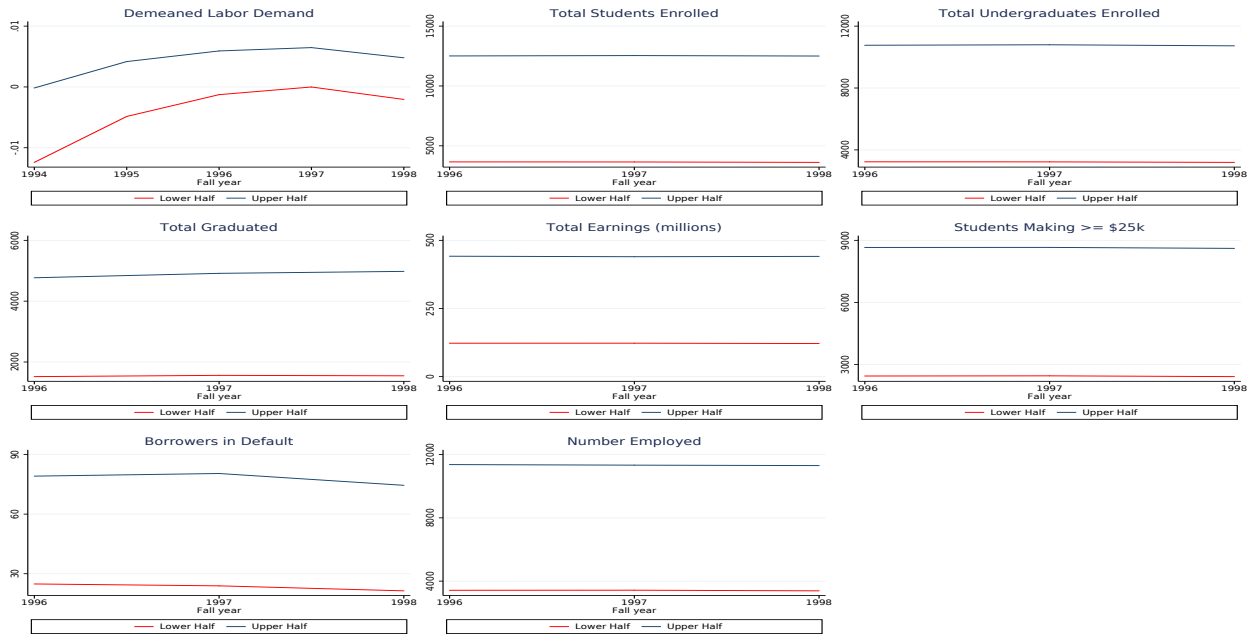 Demeaned Labor Demand
.01
0
-.01
1994 1995 1996 1997 1998
Fall year
Lower Half Upper Half
Total Students Enrolled
15000
10000
5000
1996 1997 1998
Fall year
Lower Half Upper Half
Total Undergraduates Enrolled
12000
8000
4000
1996 1997 1998
Fall year
Lower Half Upper Half
Total Graduated
6000
4000
2000
1996 1997 1998
Fall year
Lower Half Upper Half
Total Earnings (millions)
500
250
0
1996 1997 1998
Fall year
Lower Half Upper Half
Students Making >= $25k
9000
6000
3000
1996 1997 1998
Fall year
Lower Half Upper Half
Borrowers in Default
90
60
30
1996 1997 1998
Fall year
Lower Half Upper Half
Number Employed
12000
8000
4000
1996 1997 1998
Fall year
Lower Half Upper Half